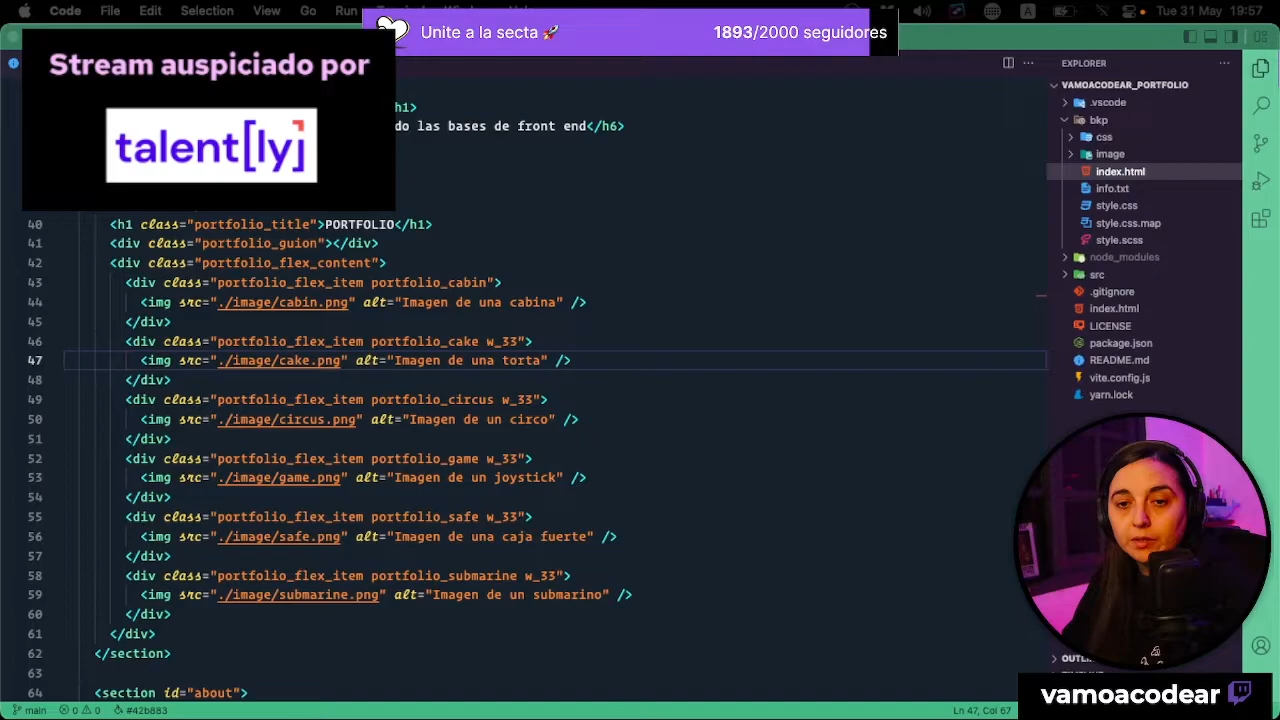 Code File Edit Selection View Go Run
Tue 31 May 19:57
Unite a la secta 🚀 1893/2000 seguidores
Stream auspiciado por
talent[ly]
EXPLORER
VAMOACODEAR_PORTFOLIO
.vscode
bkp
css
image
index.html
info.txt
style.css
style.css.map
style.scss
node_modules
src
.gitignore
index.html
LICENSE
package.json
README.md
vite.config.js
yarn.lock
h1>
do las bases de front end</h6>
40 <h1 class="portfolio_title">PORTFOLIO</h1>
41 <div class="portfolio_guion"></div>
42 <div class="portfolio_flex_content">
43 <div class="portfolio_flex_item portfolio_cabin">
44 <img src="./image/cabin.png" alt="Imagen de una cabina" />
45 </div>
46 <div class="portfolio_flex_item portfolio_cake w_33">
47 <img src="./image/cake.png" alt="Imagen de una torta" />
48 </div>
49 <div class="portfolio_flex_item portfolio_circus w_33">
50 <img src="./image/circus.png" alt="Imagen de un circo" />
51 </div>
52 <div class="portfolio_flex_item portfolio_game w_33">
53 <img src="./image/game.png" alt="Imagen de un joystick" />
54 </div>
55 <div class="portfolio_flex_item portfolio_safe w_33">
56 <img src="./image/safe.png" alt="Imagen de una caja fuerte" />
57 </div>
58 <div class="portfolio_flex_item portfolio_submarine w_33">
59 <img src="./image/submarine.png" alt="Imagen de un submarino" />
60 </div>
61 </div>
62 </section>
63
64 <section id="about">
OUTL
vamoacodear
main 0 0 #42b883
Ln 47, Col 67